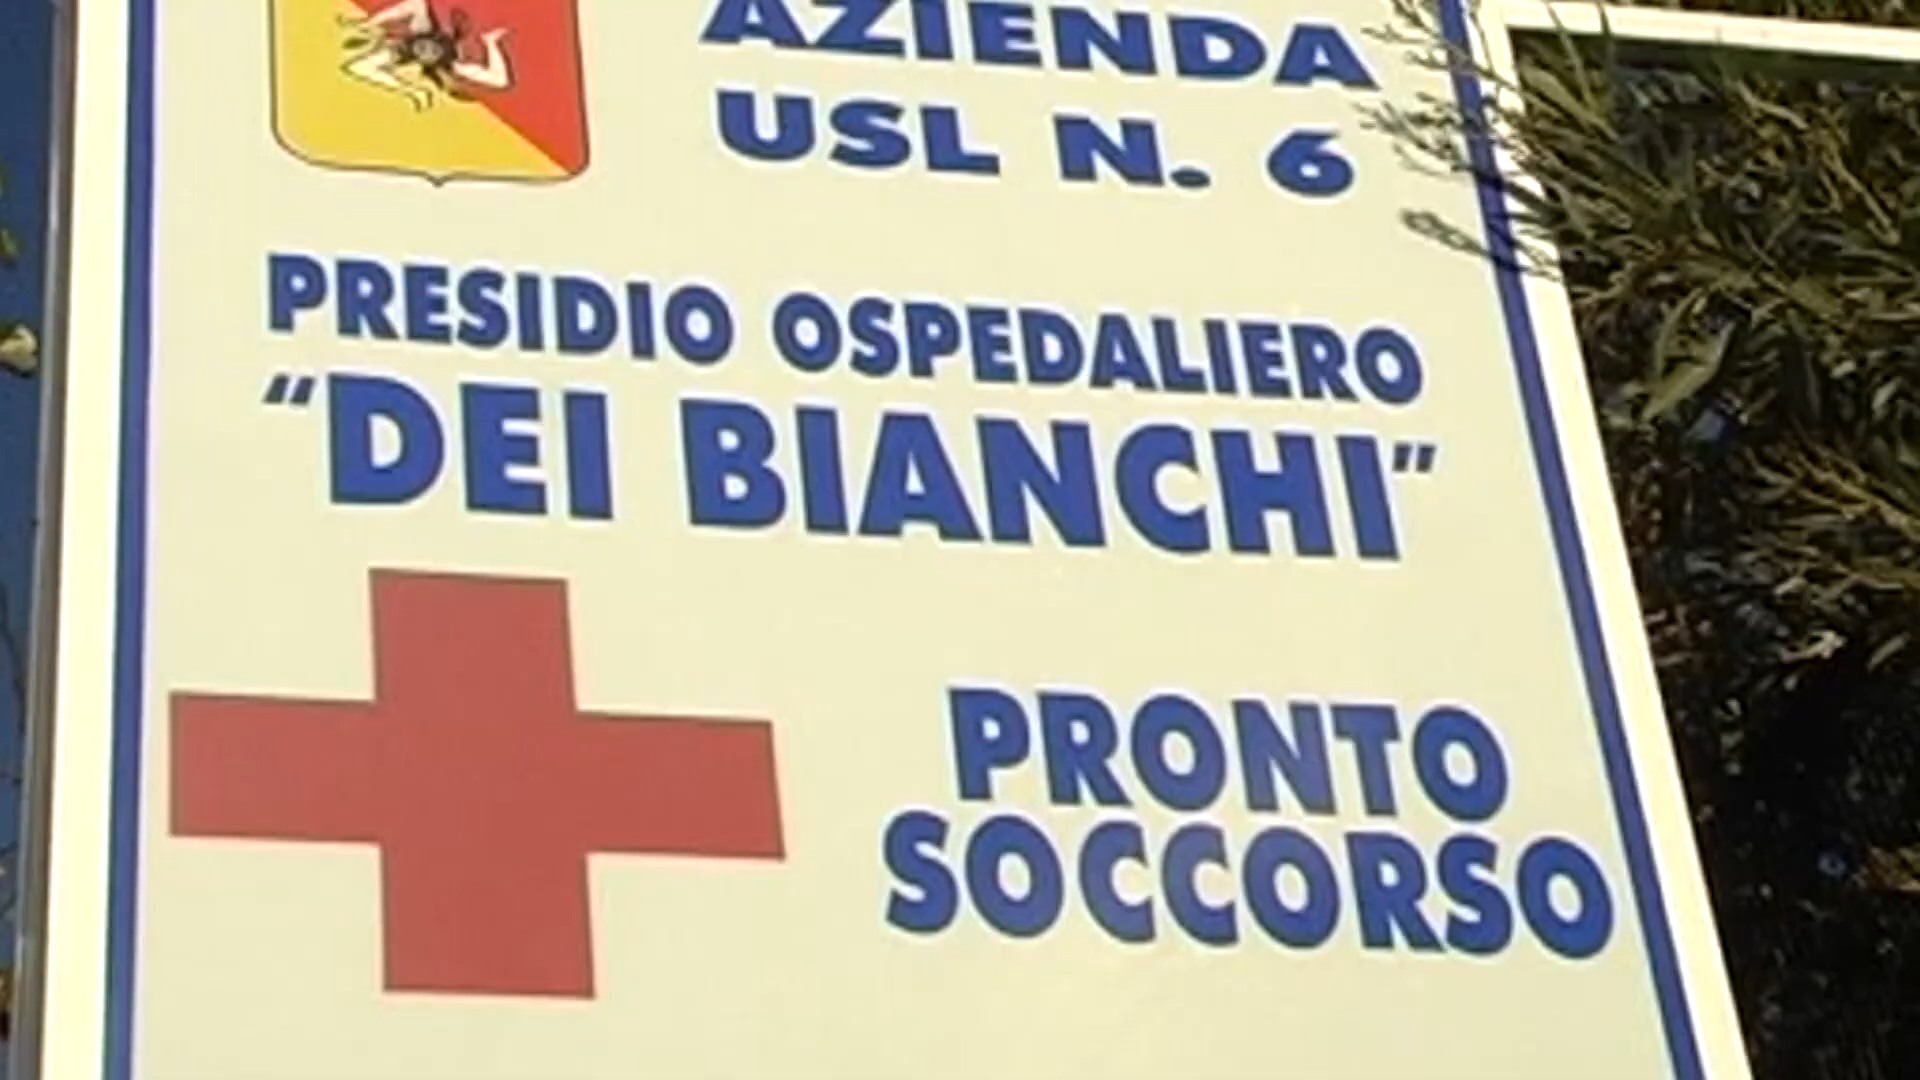 AZIENDA
USL N. 6
PRESIDIO OSPEDALIERO
"DEI BIANCHI"
PRONTO
SOCCORSO